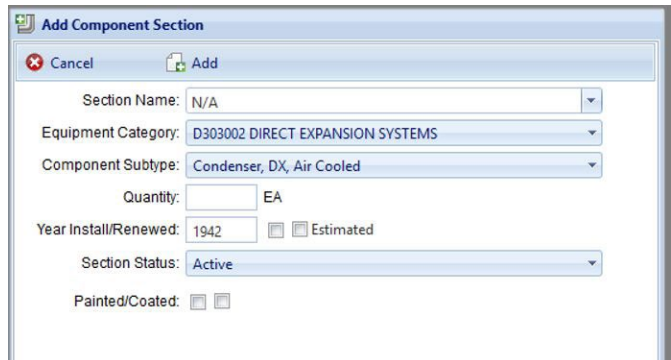 Add Component Section
Cancel Add
Section Name: N/A
Equipment Category: D303002 DIRECT EXPANSION SYSTEMS
Component Subtype: Condenser, DX, Air Cooled
Quantity: EA
Year Install/Renewed: 1942 Estimated
Section Status: Active
Painted/Coated: